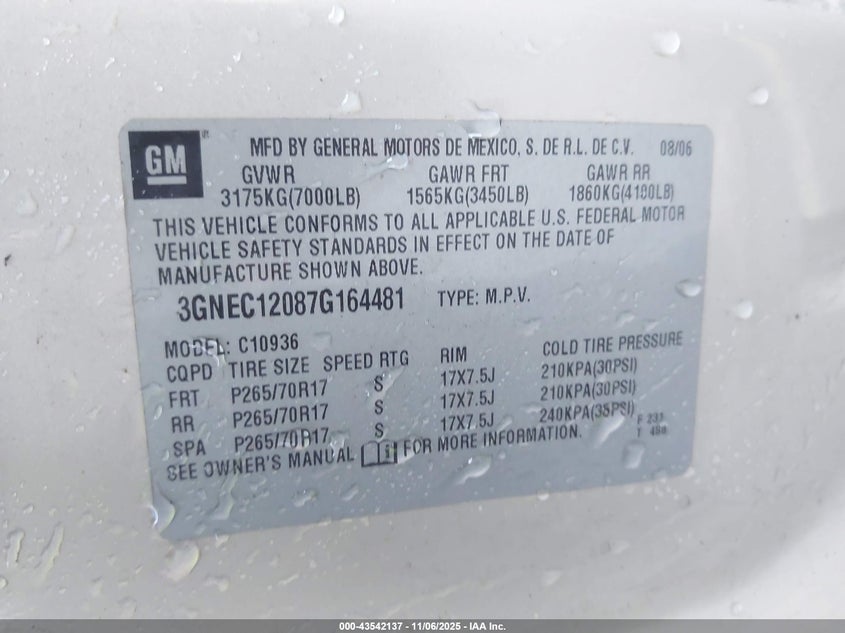 GM
MFD BY GENERAL MOTORS DE MEXICO, S. DE R.L. DE C.V. 08/06
GVWR GAWR FRT GAWR RR
3175KG(7000LB) 1565KG(3450LB) 1860KG(4100LB)
THIS VEHICLE CONFORMS TO ALL APPLICABLE U.S. FEDERAL MOTOR
VEHICLE SAFETY STANDARDS IN EFFECT ON THE DATE OF
MANUFACTURE SHOWN ABOVE.
3GNEC12087G164481 TYPE: M.P.V.
MODEL: C10936
CQPD TIRE SIZE SPEED RTG RIM COLD TIRE PRESSURE
FRT P265/70R17 S 17X7.5J 210KPA(30PSI)
RR P265/70R17 S 17X7.5J 210KPA(30PSI)
SPA P265/70R17 S 17X7.5J 240KPA(35PSI)
SEE OWNER'S MANUAL FOR MORE INFORMATION.
F
T
000-43542137 - 11/06/2025 - IAA Inc.